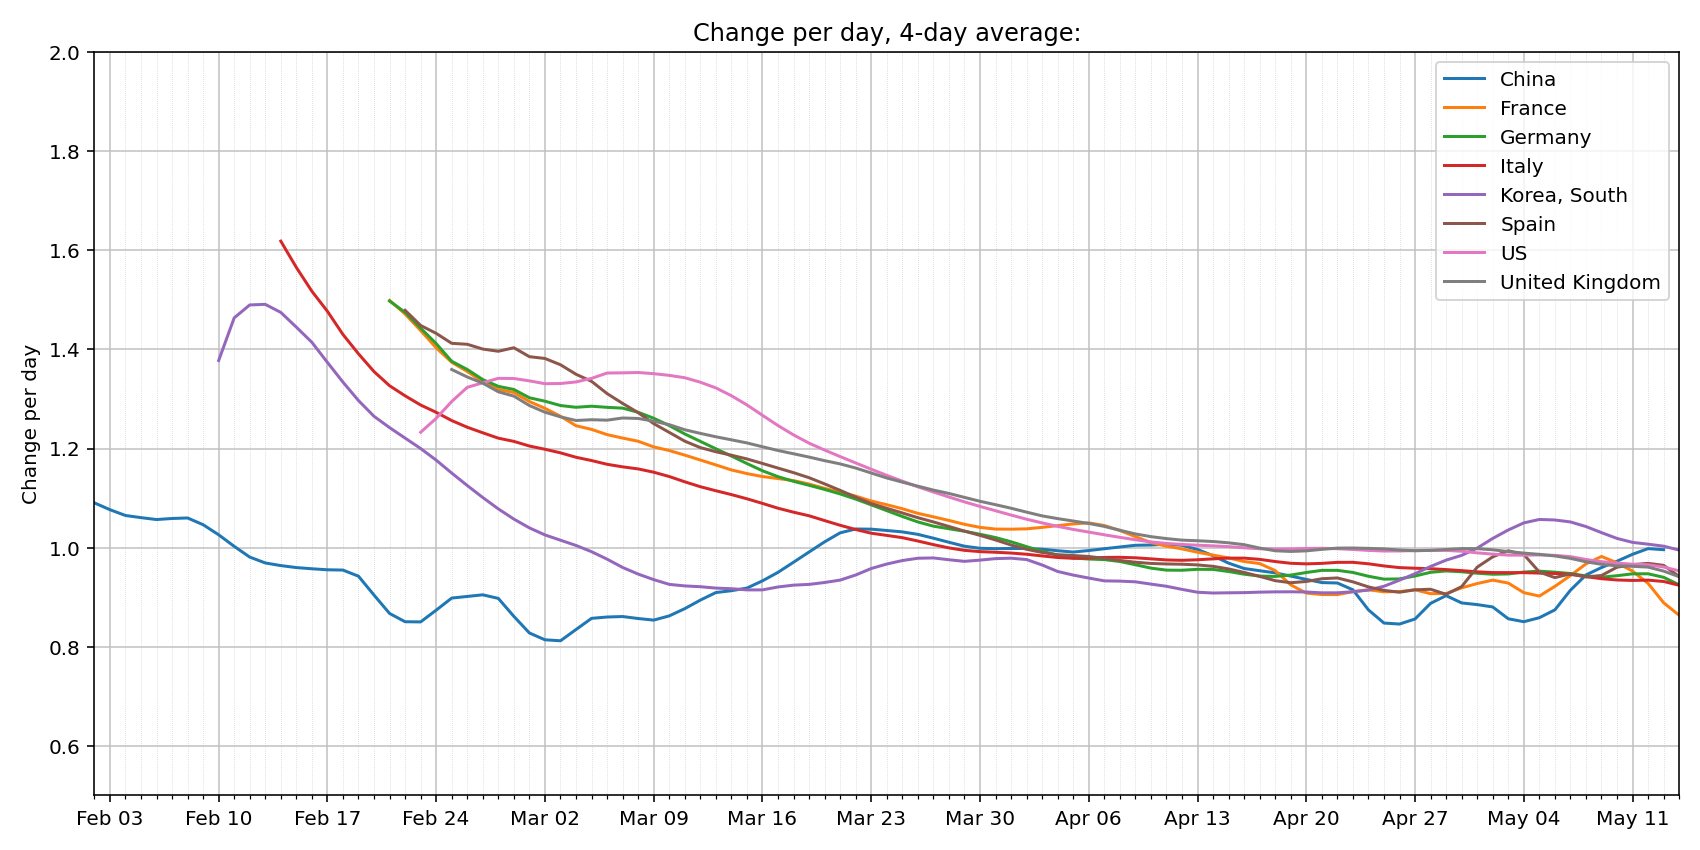 Change per day, 4-day average:
2.0
1.8
1.6
1.4
1.2
1.0
0.8
0.6
Change per day
China
France
Germany
Italy
Korea, South
Spain
US
United Kingdom
Feb 03 Feb 10 Feb 17 Feb 24 Mar 02 Mar 09 Mar 16 Mar 23 Mar 30 Apr 06 Apr 13 Apr 20 Apr 27 May 04 May 11